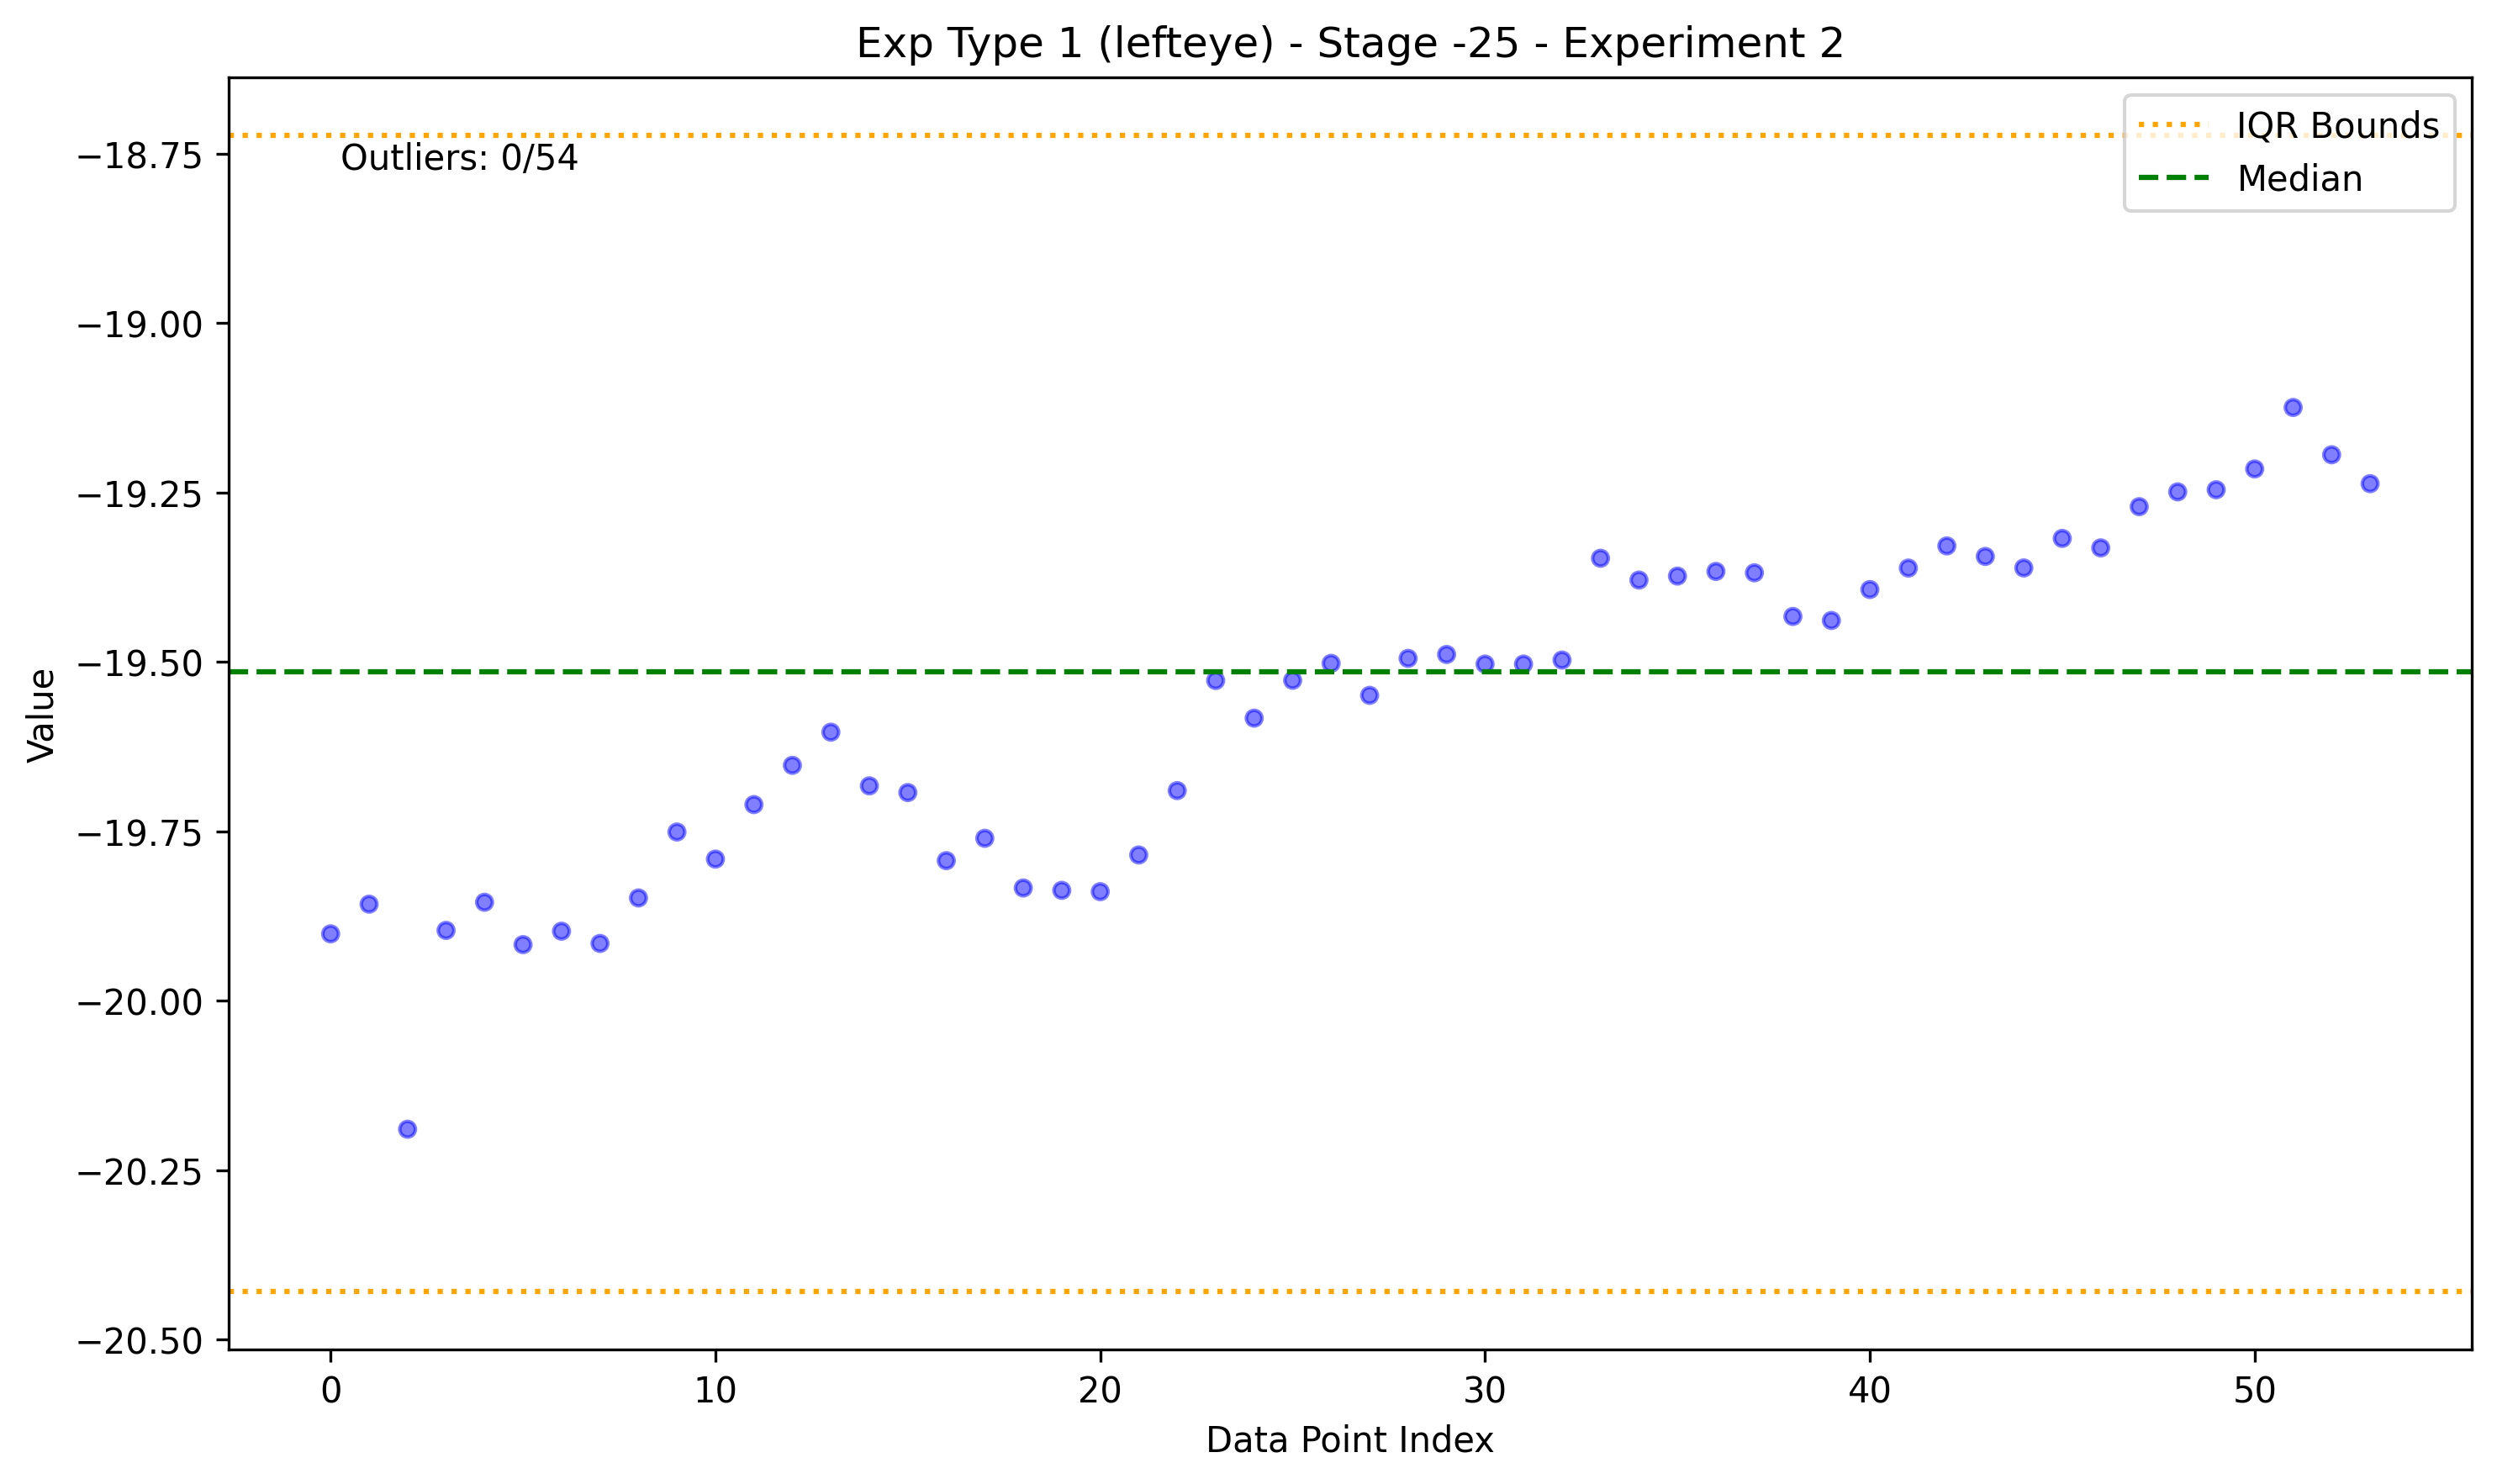 Exp Type 1 (lefteye) - Stage -25 - Experiment 2
IQR Bounds
Median
Outliers: 0/54
−18.75
−19.00
−19.25
−19.50
−19.75
−20.00
−20.25
−20.50
Value
0 10 20 30 40 50
Data Point Index